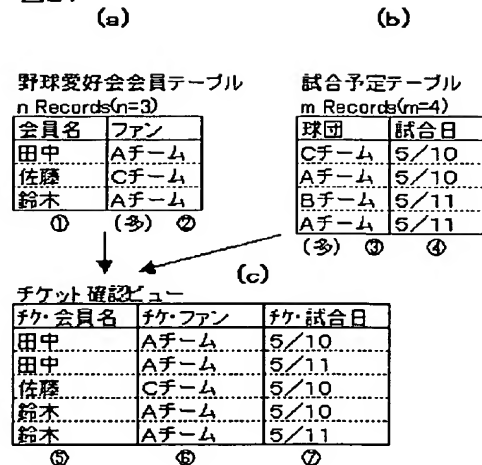 (a)
(b)
野球愛好会会員テーブル
n Records(n=3)
会員名 ファン
田中 Aチーム
佐藤 Cチーム
鈴木 Aチーム
① (多) ②
試合予定テーブル
m Records(m=4)
球団 試合日
Cチーム 5/10
Aチーム 5/10
Bチーム 5/11
Aチーム 5/11
(多) ③ ④
(c)
チケット確認ビュー
チケ・会員名 チケ・ファン チケ・試合日
田中 Aチーム 5/10
田中 Aチーム 5/11
佐藤 Cチーム 5/10
鈴木 Aチーム 5/10
鈴木 Aチーム 5/11
⑤ ⑥ ⑦